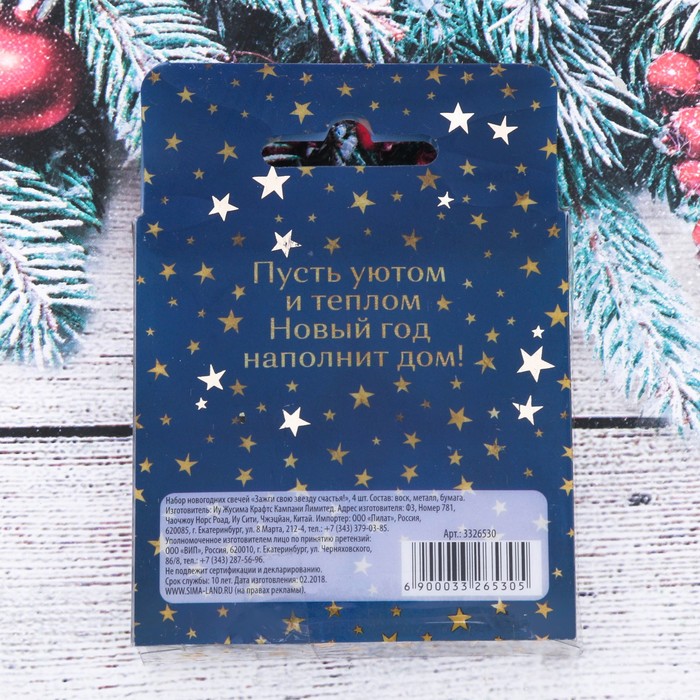 Пусть уютом
и теплом
Новый год
наполнит дом!
Набор новогодних свечей «Зажги свою звезду счастья!», 4 шт. Состав: воск, металл, бумага.
Изготовитель: Иу Жусима Крафтс Кампани Лимитед. Адрес изготовителя: Ф3, Номер 781,
Чаочжоу Норс Роад, Иу Сити, Чжэцзян, Китай. Импортер: ООО «Пилат», Россия,
620085, г. Екатеринбург, ул. 8 Марта, 212-4, тел.: +7 (343) 379-03-85.
Уполномоченное изготовителем лицо по принятию претензий:
ООО «ВИП», Россия, 620010, г. Екатеринбург, ул. Черняховского,
86/8, тел.: +7 (343) 287-56-96.
Не подлежит сертификации и декларированию.
Срок службы: 10 лет. Дата изготовления: 02.2018.
WWW.SIMA-LAND.RU (на правах рекламы).
Арт.: 3326530
6 900033 265305